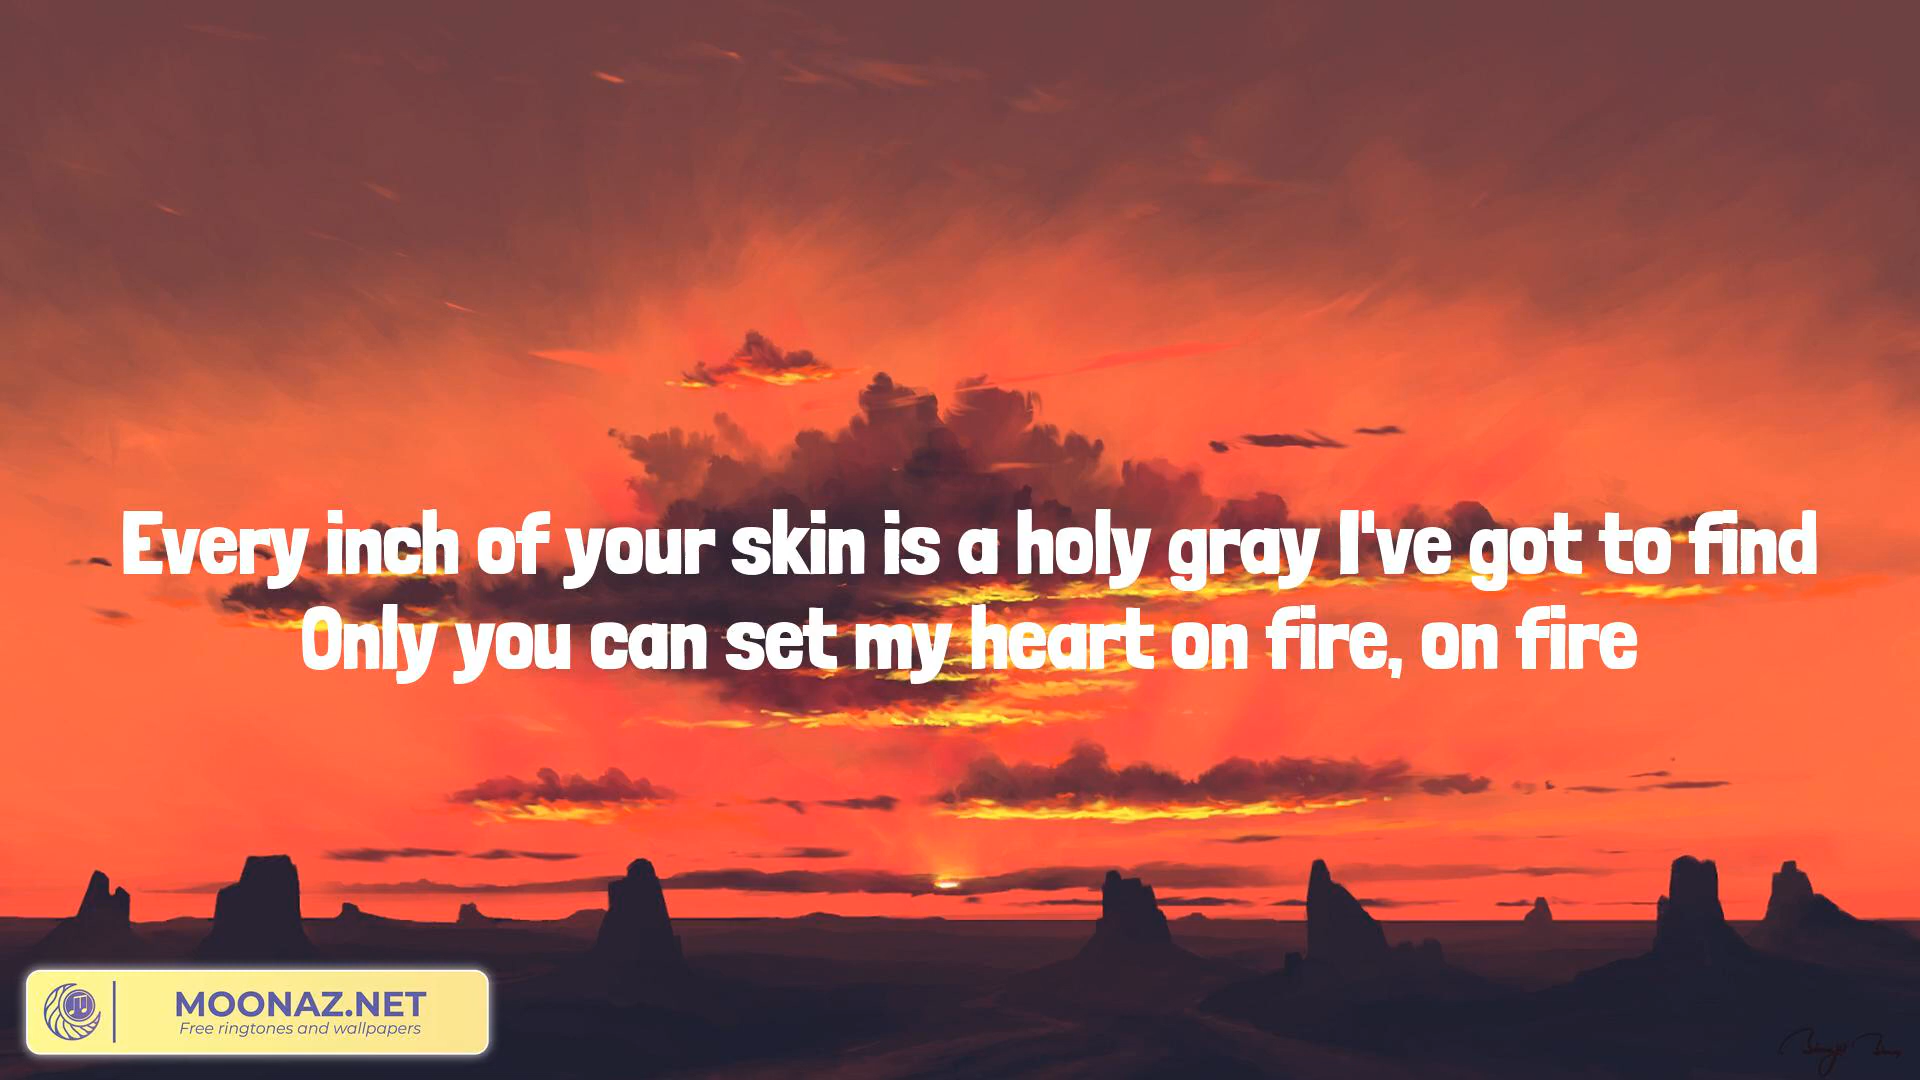 Every inch of your skin is a holy gray I've got to find
Only you can set my heart on fire, on fire
MOONAZ.NET
Free ringtones and wallpapers